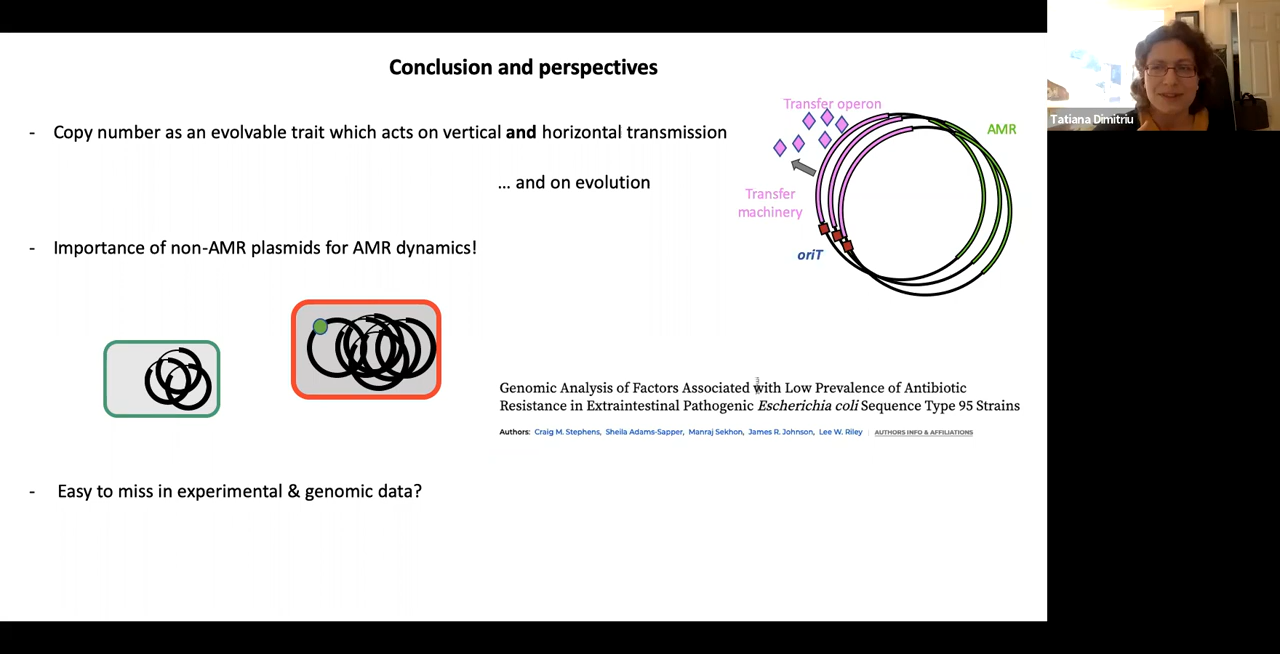 Conclusion and perspectives
- Copy number as an evolvable trait which acts on vertical and horizontal transmission
... and on evolution
- Importance of non-AMR plasmids for AMR dynamics!
Transfer operon
AMR
Transfer
machinery
oriT
Genomic Analysis of Factors Associated with Low Prevalence of Antibiotic
Resistance in Extraintestinal Pathogenic Escherichia coli Sequence Type 95 Strains
Authors: Craig M. Stephens, Sheila Adams-Sapper, Manraj Sekhon, James R. Johnson, Lee W. Riley | AUTHORS INFO & AFFILIATIONS
- Easy to miss in experimental & genomic data?
Tatiana Dimitriu